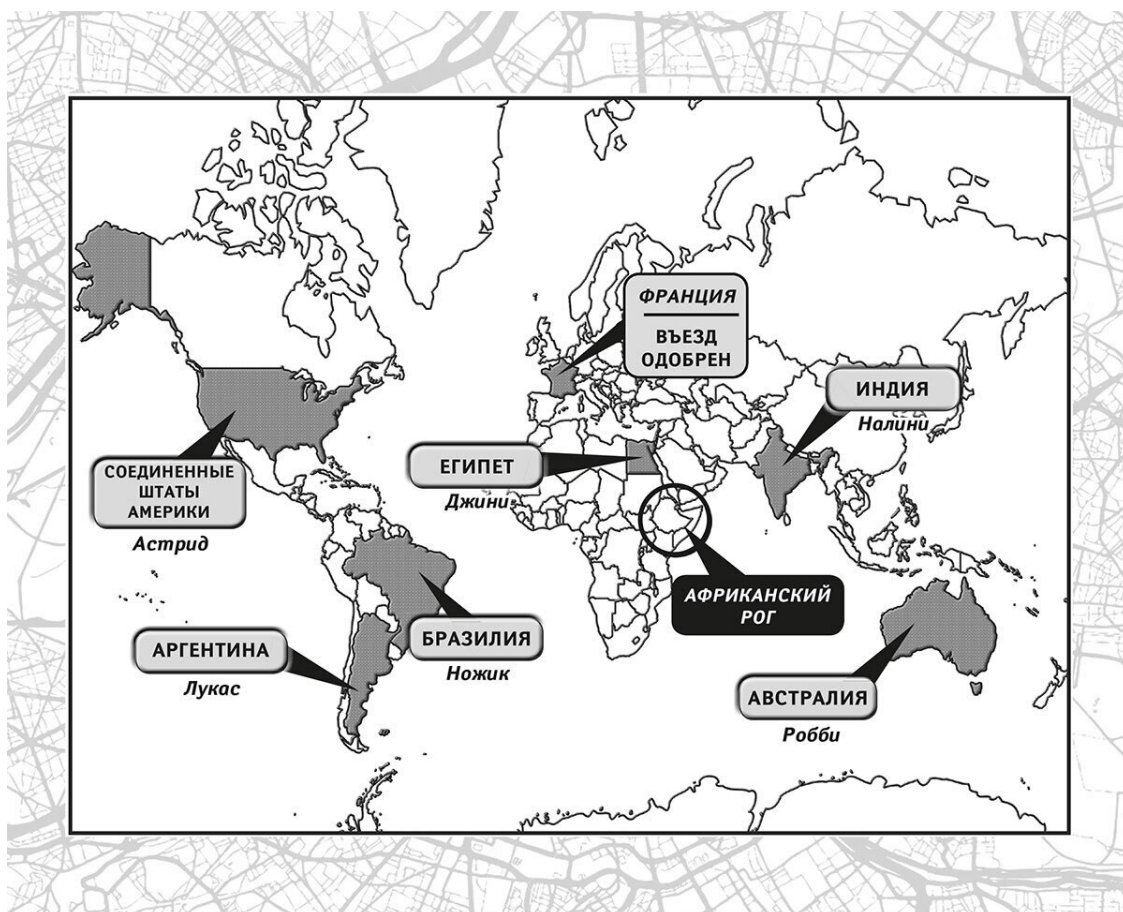 ФРАНЦИЯ
ВЪЕЗД
ОДОБРЕН
ИНДИЯ
Налини
ЕГИПЕТ
Джини
СОЕДИНЕННЫЕ
ШТАТЫ
АМЕРИКИ
Астрид
АФРИКАНСКИЙ
РОГ
БРАЗИЛИЯ
Ножик
АРГЕНТИНА
Лукас
АВСТРАЛИЯ
Робби